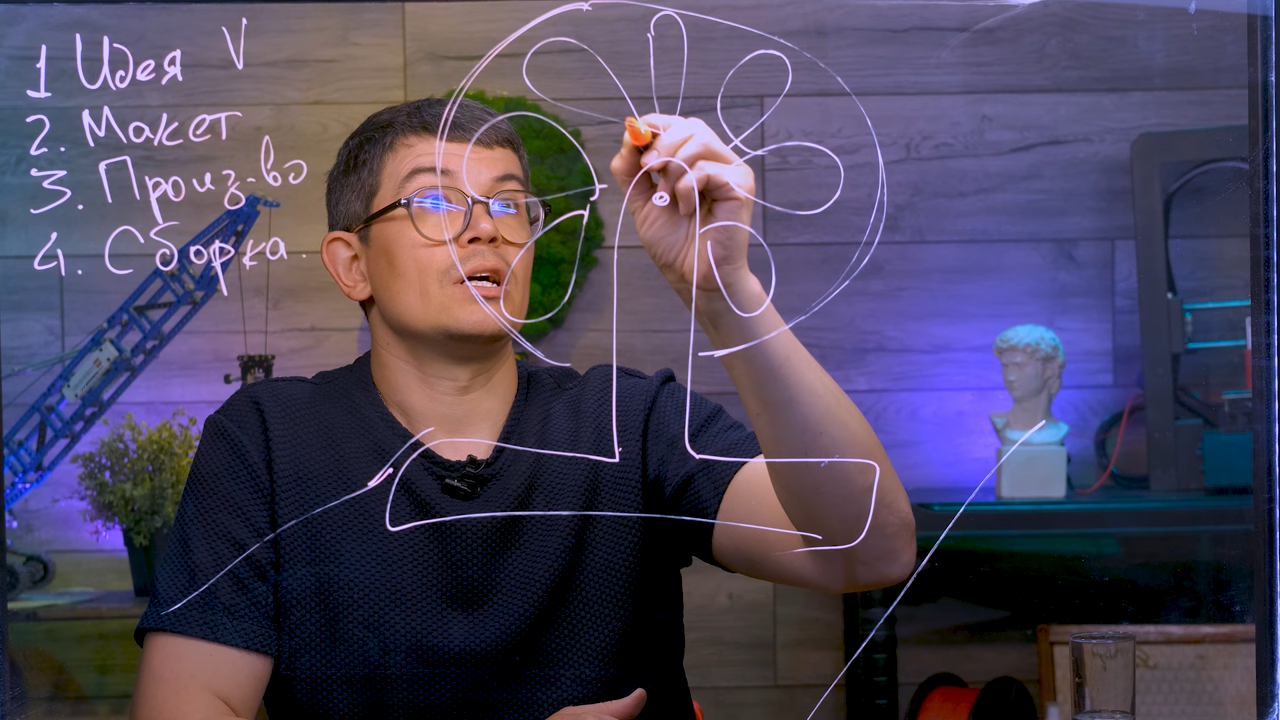 1 Идея V
2. Макет
3. Произ-во
4. Сборка.